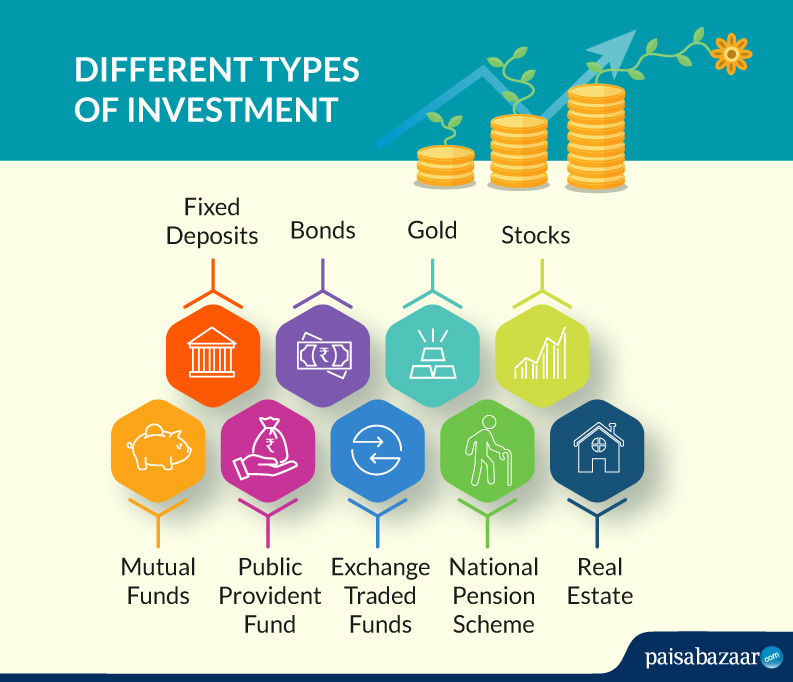 DIFFERENT TYPES
OF INVESTMENT
Fixed
Deposits
Bonds
Gold
Stocks
₹
₹
Mutual
Funds
Public
Provident
Fund
Exchange
Traded
Funds
National
Pension
Scheme
Real
Estate
paisabazaar.com